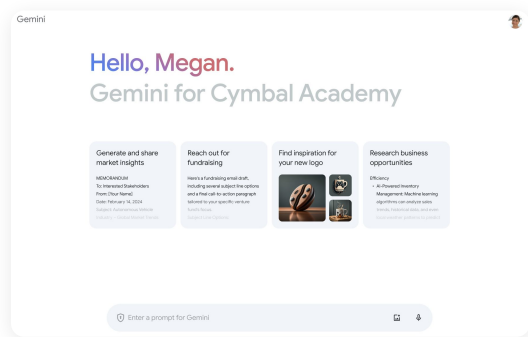 Gemini
Hello, Megan.
Gemini for Cymbal Academy
Generate and share
market insights
MEMORANDUM
To: Interested Stakeholders
From: [Your Name]
Date: February 14, 2024
Reach out for
fundraising
Here's a fundraising email draft,
including several subject line options
and a final call-to-action paragraph
tailored to your specific venture
Find inspiration for
your new logo
Research business
opportunities
Efficiency
• AI-Powered Inventory
Management: Machine learning
algorithms can analyze sales
Enter a prompt for Gemini